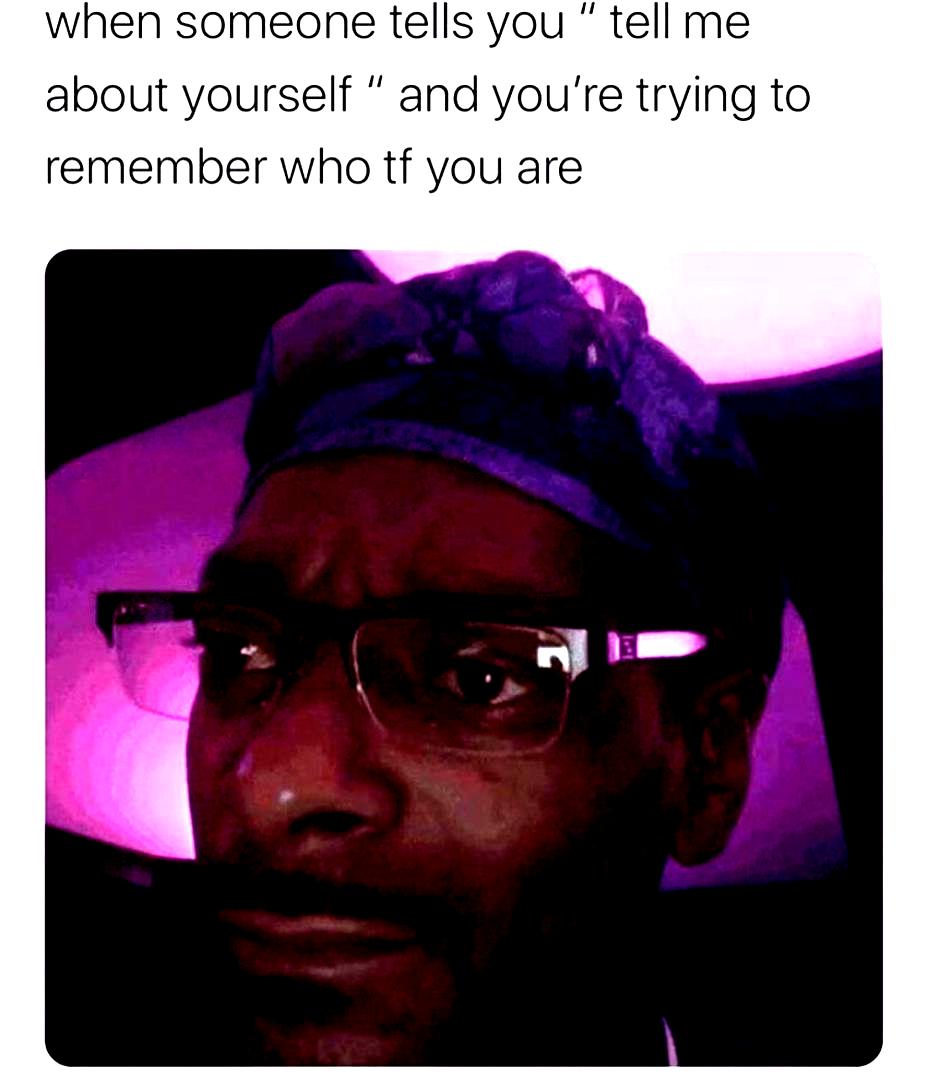 when someone tells you “ tell me
about yourself “ and you’re trying to
remember who tf you are